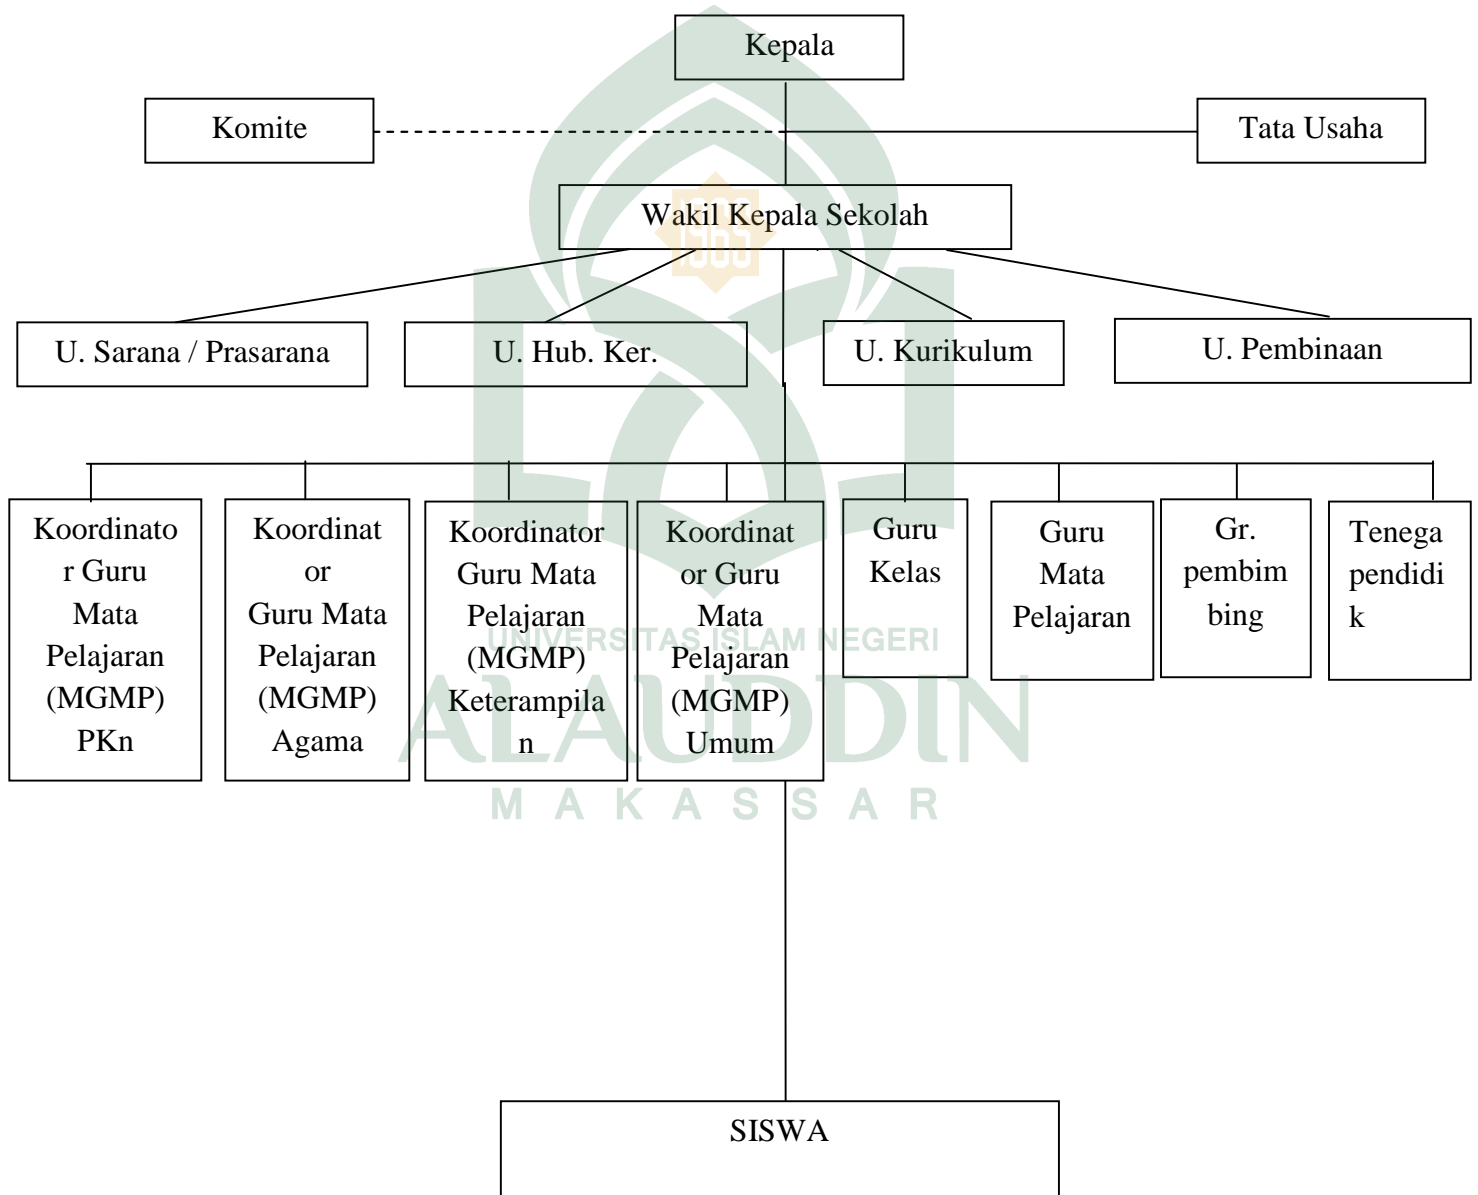 Kepala
Komite
Tata Usaha
Wakil Kepala Sekolah
U. Sarana / Prasarana
U. Hub. Ker.
U. Kurikulum
U. Pembinaan
Koordinato
r Guru
Mata
Pelajaran
(MGMP)
PKn
Koordinat
or
Guru Mata
Pelajaran
(MGMP)
Agama
Koordinator
Guru Mata
Pelajaran
(MGMP)
Keterampila
n
Koordinat
or Guru
Mata
Pelajaran
(MGMP)
Umum
Guru
Kelas
Guru
Mata
Pelajaran
Gr.
pembim
bing
Tenega
pendidi
k
SISWA
1965
UNIVERSITAS ISLAM NEGERI
ALAUDDIN
MAKASSAR